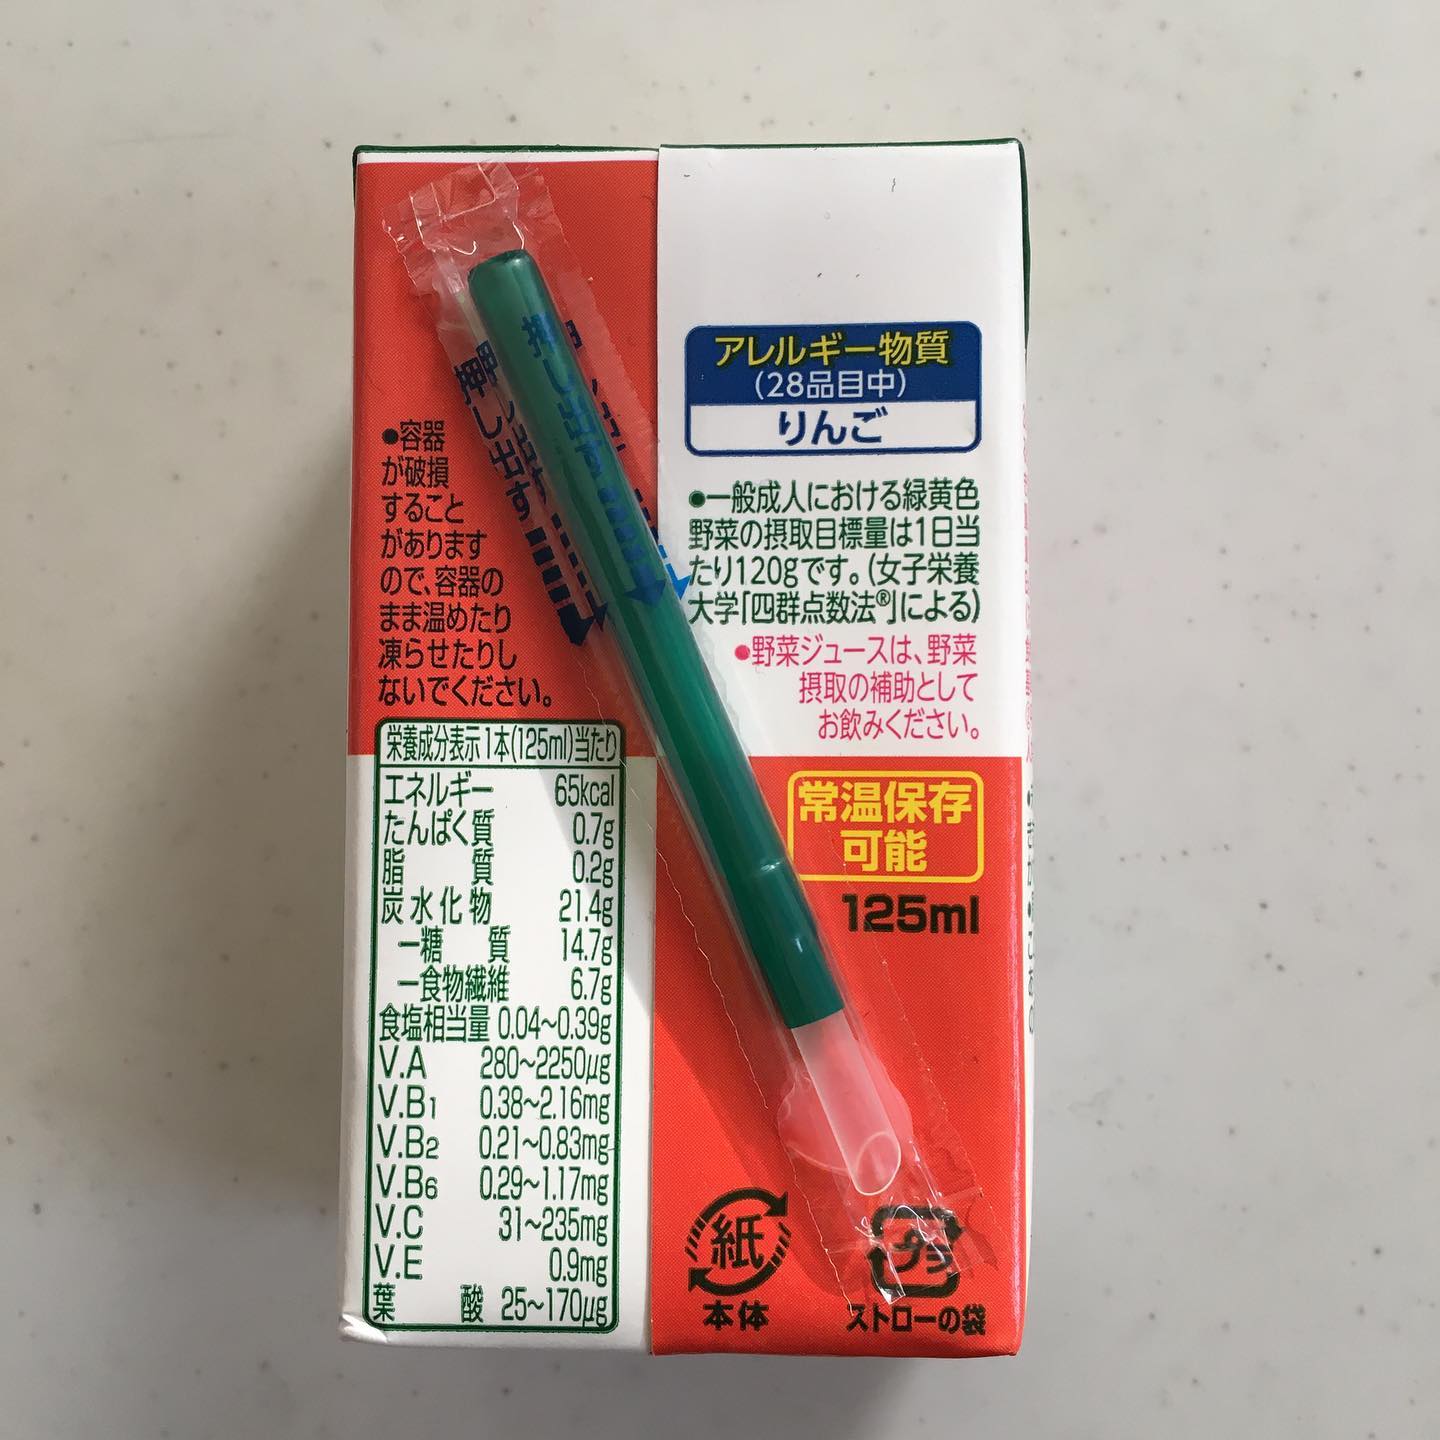 押し出す
押し出す
●容器
が破損
すること
があります
ので、容器の
まま温めたり
凍らせたりし
ないでください。
栄養成分表示1本(125ml)当たり
エネルギー 65kcal
たんぱく質 0.7g
脂質 0.2g
炭水化物 21.4g
ー糖質 14.7g
ー食物繊維 6.7g
食塩相当量 0.04~0.39g
V.A 280~2250μg
V.B1 0.38~2.16mg
V.B2 0.21~0.83mg
V.B6 0.29~1.17mg
V.C 31~235mg
V.E 0.9mg
葉酸 25~170μg
アレルギー物質
(28品目中)
りんご
●一般成人における緑黄色
野菜の摂取目標量は1日当
たり120gです。(女子栄養
大学「四群点数法®」による)
●野菜ジュースは、野菜
摂取の補助として
お飲みください。
常温保存
可能
125ml
紙
本体
プラ
ストローの袋